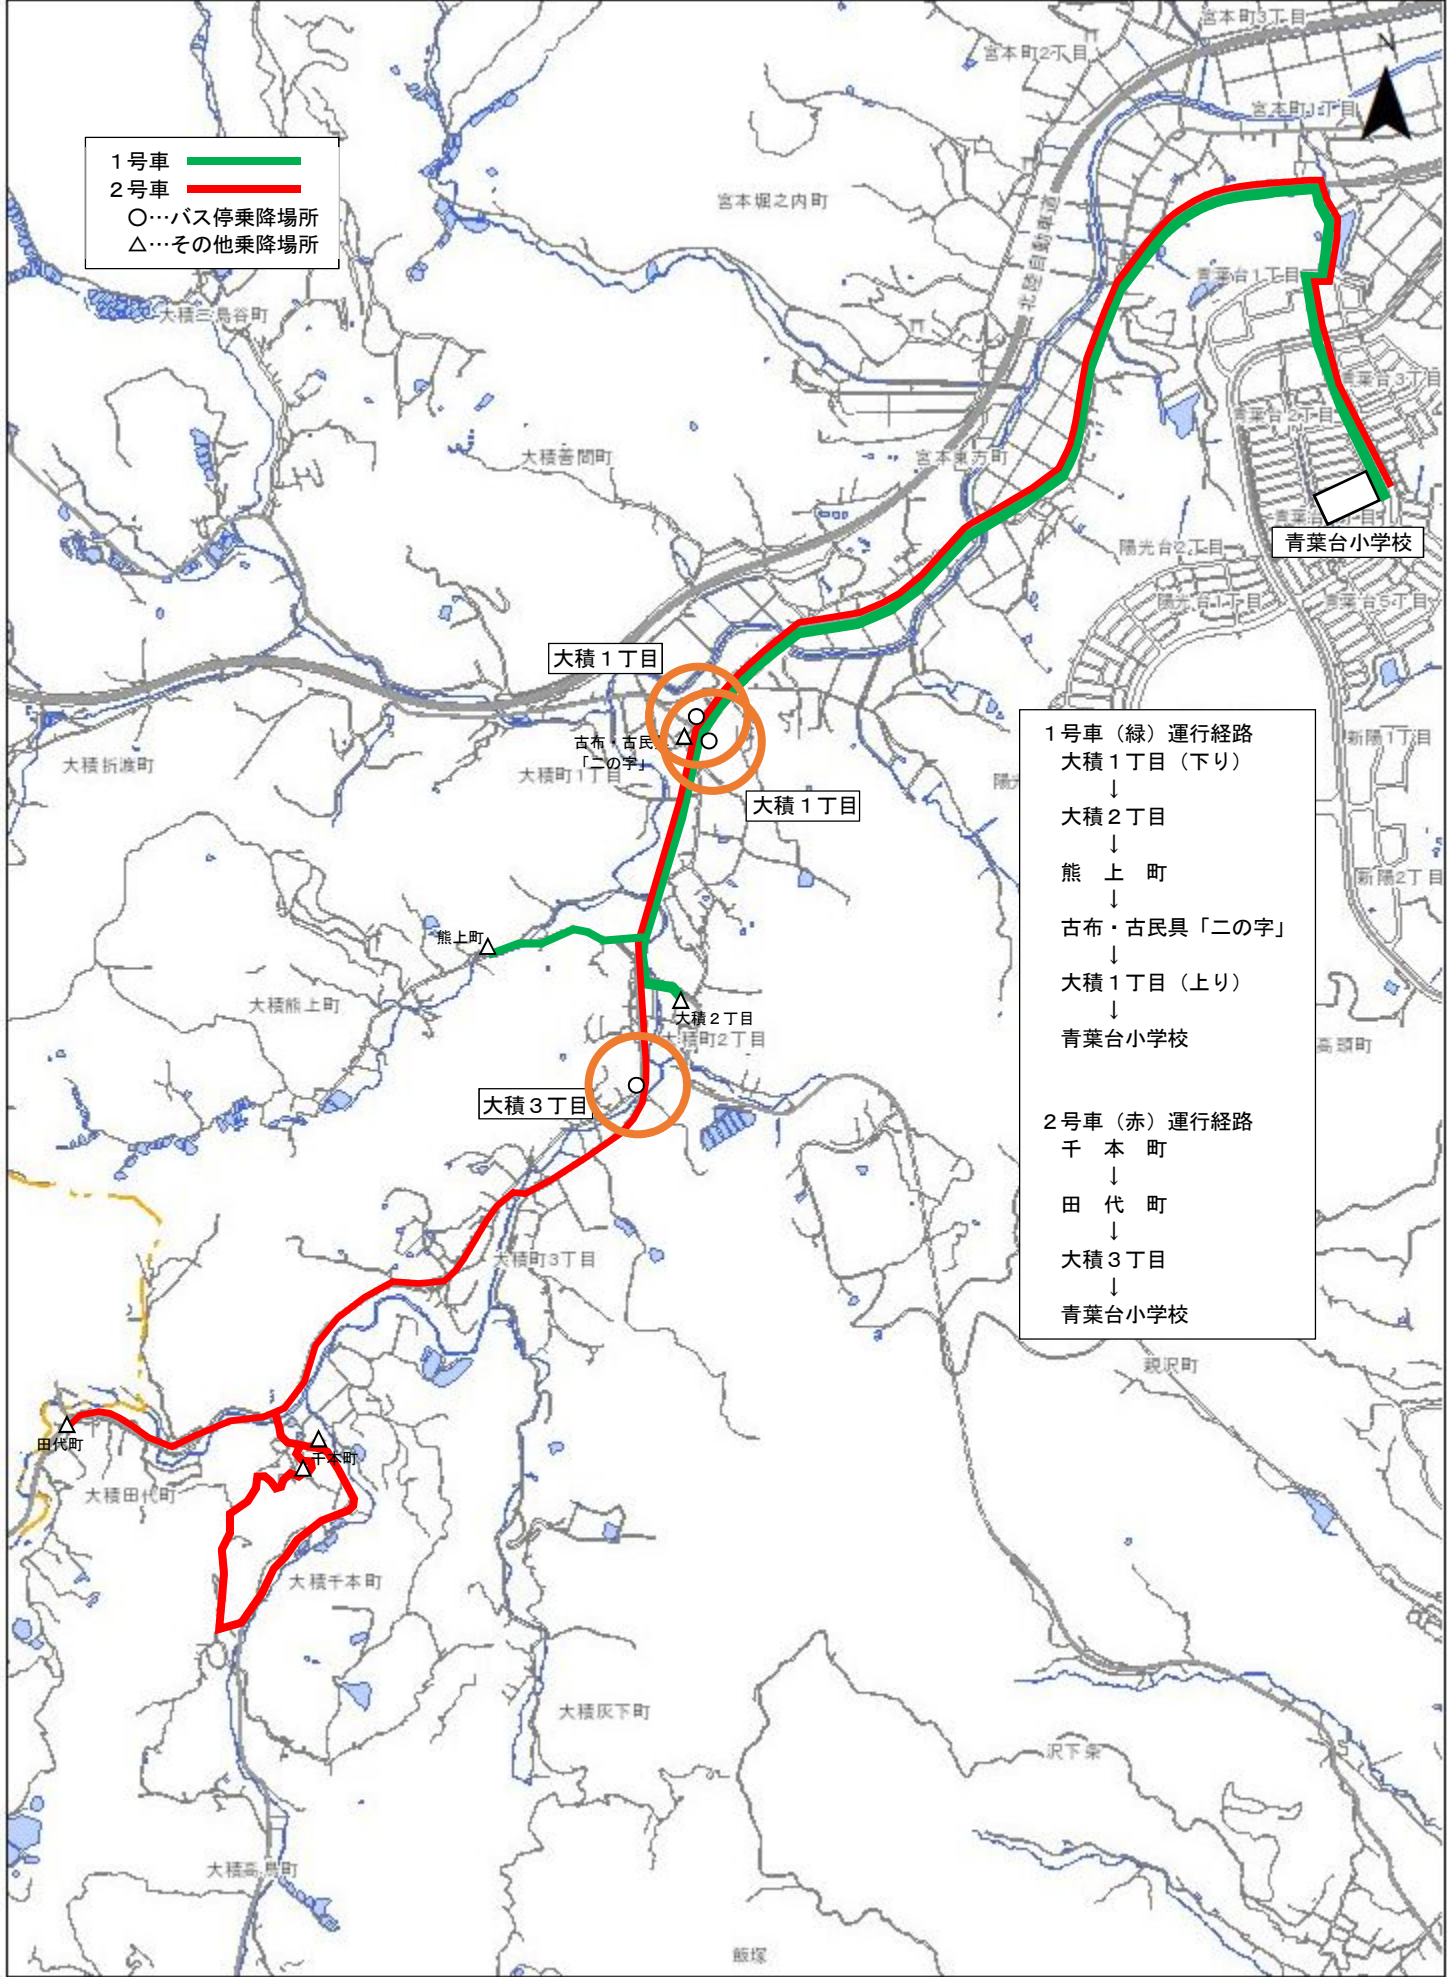 宮本町3丁目
宮本町2丁目
N
宮本町1丁目
１号車
２号車
○…バス停乗降場所
△…その他乗降場所
宮本堀之内町
北陸自動車道
青葉台1丁目
大積三島谷町
青葉台3丁目
青葉台2丁目
大積善間町
宮本東方町
青葉台小学校
陽光台2丁目
陽光台1丁目
青葉台5丁目
大積１丁目
古布・古民具
「二の字」
大積折渡町
大積町1丁目
大積１丁目
新陽1丁目
新陽2丁目
１号車（緑）運行経路
大積１丁目（下り）
↓
大積２丁目
↓
熊　上　町
↓
古布・古民具「二の字」
↓
大積１丁目（上り）
↓
青葉台小学校
２号車（赤）運行経路
千　本　町
↓
田　代　町
↓
大積３丁目
↓
青葉台小学校
熊上町
大積熊上町
大積２丁目
大積町2丁目
高頭町
大積３丁目
大積町3丁目
親沢町
田代町
千本町
大積田代町
大積千本町
大積灰下町
沢下条
大積高鳥町
飯塚